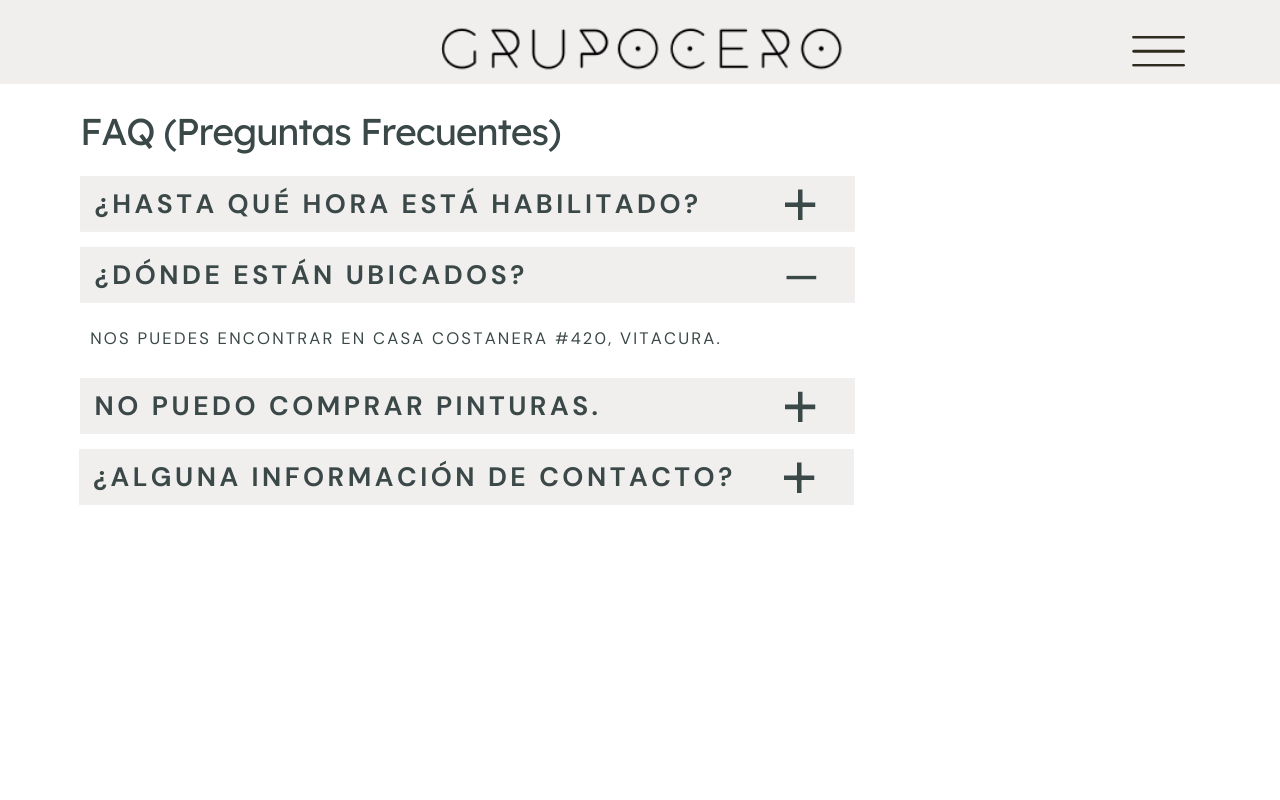 GRUPOCERO
FAQ (Preguntas Frecuentes)
¿HASTA QUÉ HORA ESTÁ HABILITADO?
¿DÓNDE ESTÁN UBICADOS?
NOS PUEDES ENCONTRAR EN CASA COSTANERA #420, VITACURA.
NO PUEDO COMPRAR PINTURAS.
¿ALGUNA INFORMACIÓN DE CONTACTO?